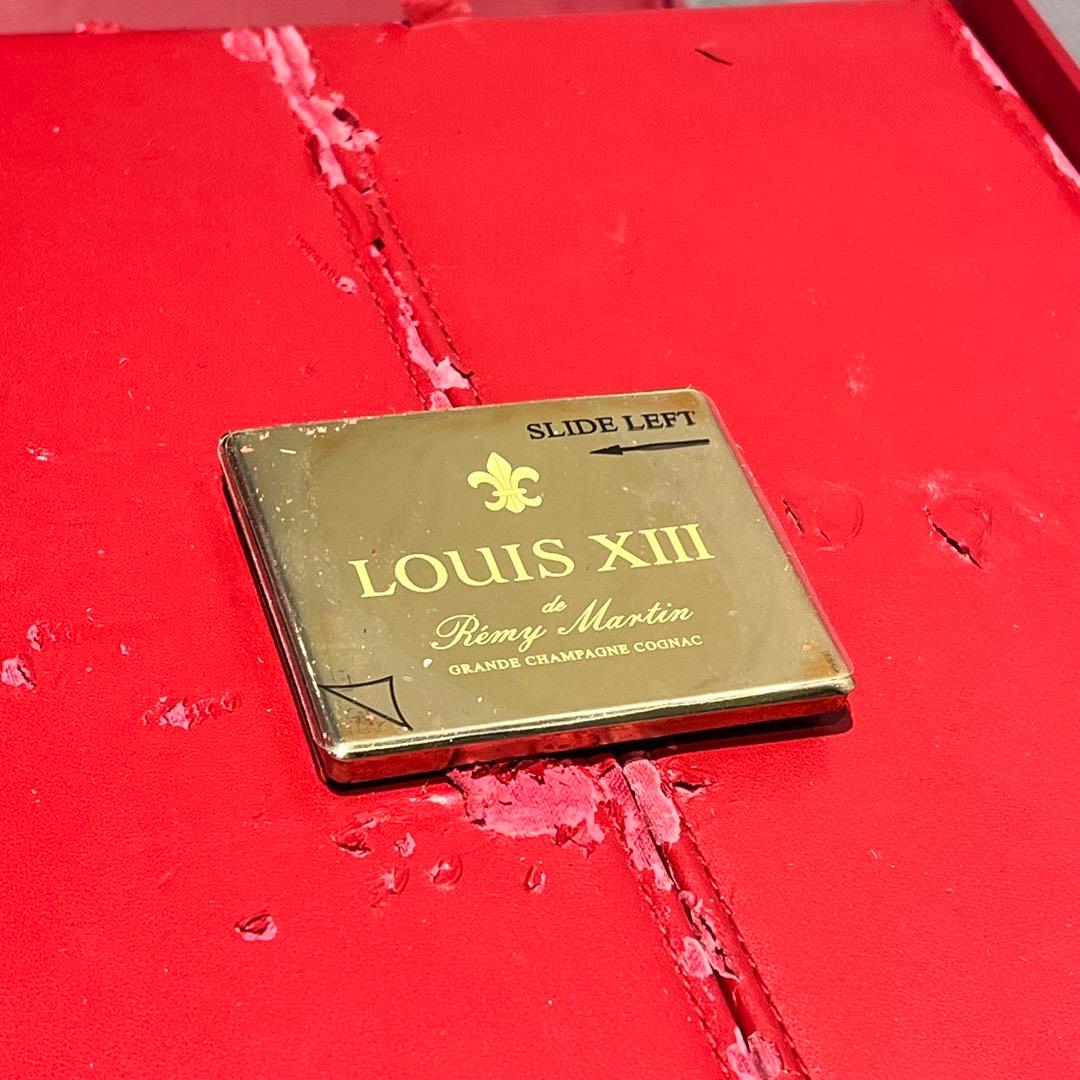 SLIDE LEFT
LOUIS XIII
de
Rémy Martin
GRANDE CHAMPAGNE COGNAC